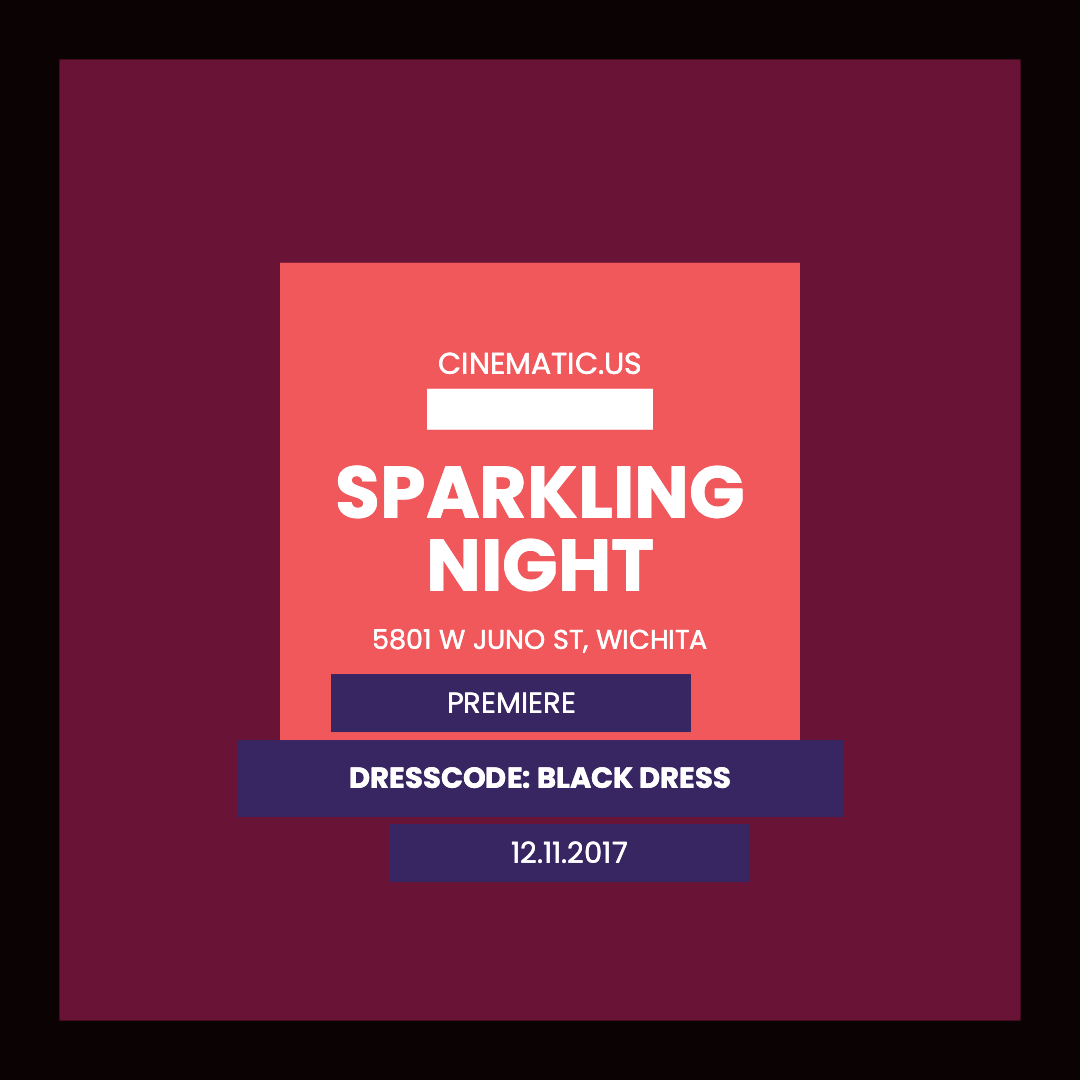 CINEMATIC.US
SPARKLING
NIGHT
5801 W JUNO ST, WICHITA
PREMIERE
DRESSCODE: BLACK DRESS
12.11.2017